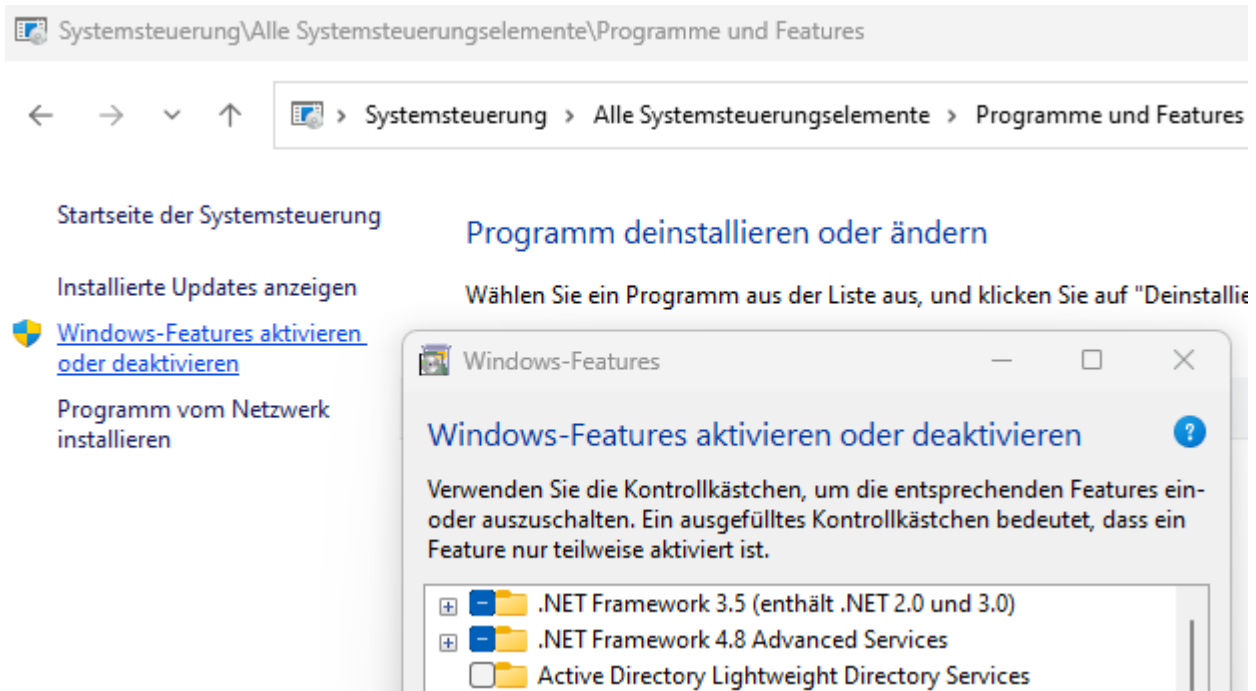 Systemsteuerung\Alle Systemsteuerungselemente\Programme und Features
Systemsteuerung > Alle Systemsteuerungselemente > Programme und Features
Startseite der Systemsteuerung
Installierte Updates anzeigen
Windows-Features aktivieren
oder deaktivieren
Programm vom Netzwerk
installieren
Programm deinstallieren oder ändern
Wählen Sie ein Programm aus der Liste aus, und klicken Sie auf "Deinstallie
Windows-Features
Windows-Features aktivieren oder deaktivieren
Verwenden Sie die Kontrollkästchen, um die entsprechenden Features ein-
oder auszuschalten. Ein ausgefülltes Kontrollkästchen bedeutet, dass ein
Feature nur teilweise aktiviert ist.
.NET Framework 3.5 (enthält .NET 2.0 und 3.0)
.NET Framework 4.8 Advanced Services
Active Directory Lightweight Directory Services